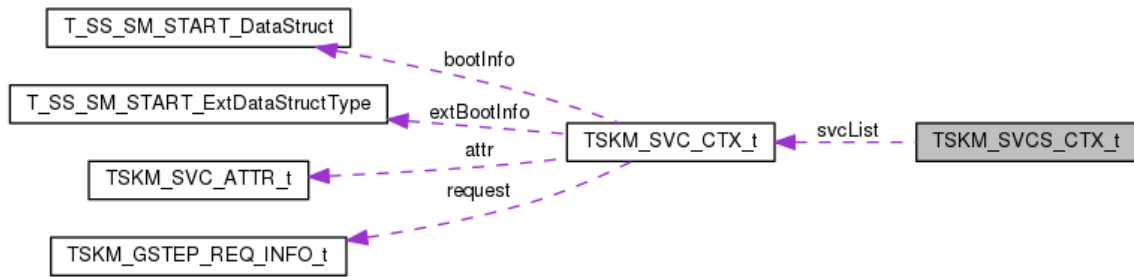 T_SS_SM_START_DataStruct
bootInfo
T_SS_SM_START_ExtDataStructType
extBootInfo
TSKM_SVC_CTX_t
svcList
TSKM_SVCS_CTX_t
attr
TSKM_SVC_ATTR_t
request
TSKM_GSTEP_REQ_INFO_t